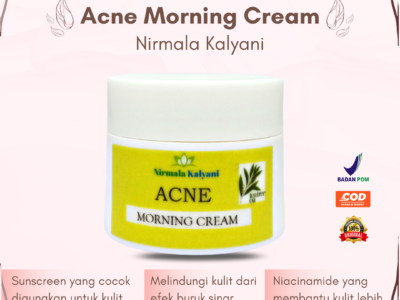 Acne Morning Cream
Nirmala Kalyani
Nirmala Kalyani
ACNE
MORNING CREAM
BADAN POM
COD
ORIGINAL
Sunscreen yang cocok
digunakan untuk kulit
Melindungi kulit dari
efek buruk sinar
Niacinamide yang
membantu kulit lebih